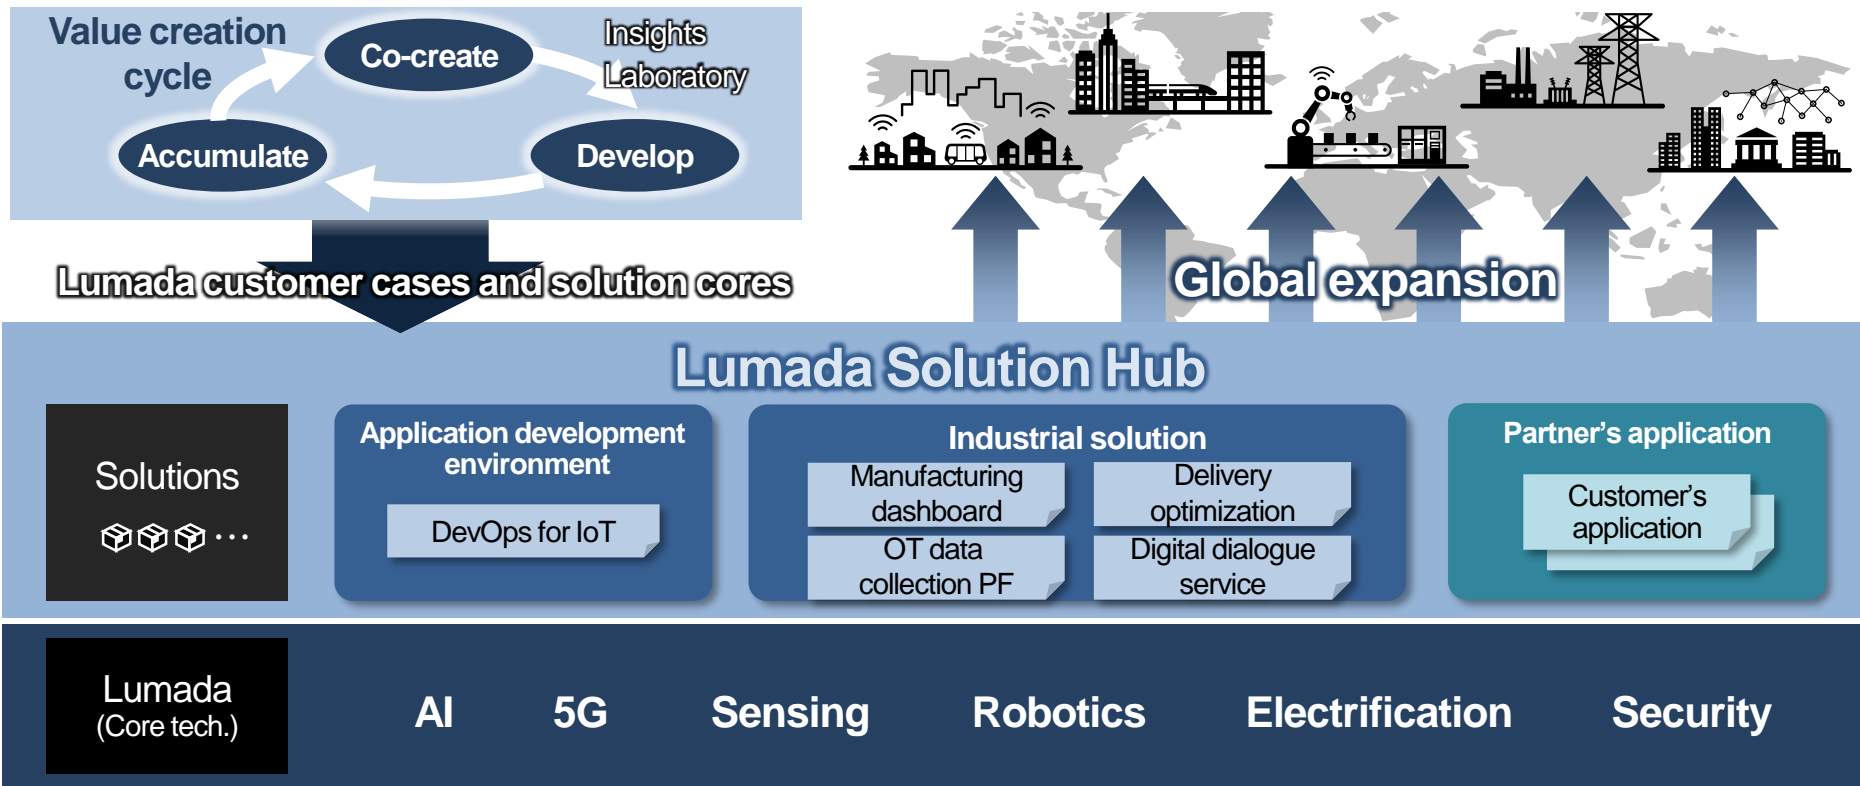 Value creation
cycle
Co-create
Insights
Laboratory
Accumulate
Develop
Lumada customer cases and solution cores
Global expansion
Lumada Solution Hub
Solutions
...
Application development
environment
DevOps for IoT
Industrial solution
Manufacturing
dashboard
Delivery
optimization
OT data
collection PF
Digital dialogue
service
Partner's application
Customer's
application
Lumada
(Core tech.)
AI
5G
Sensing
Robotics
Electrification
Security